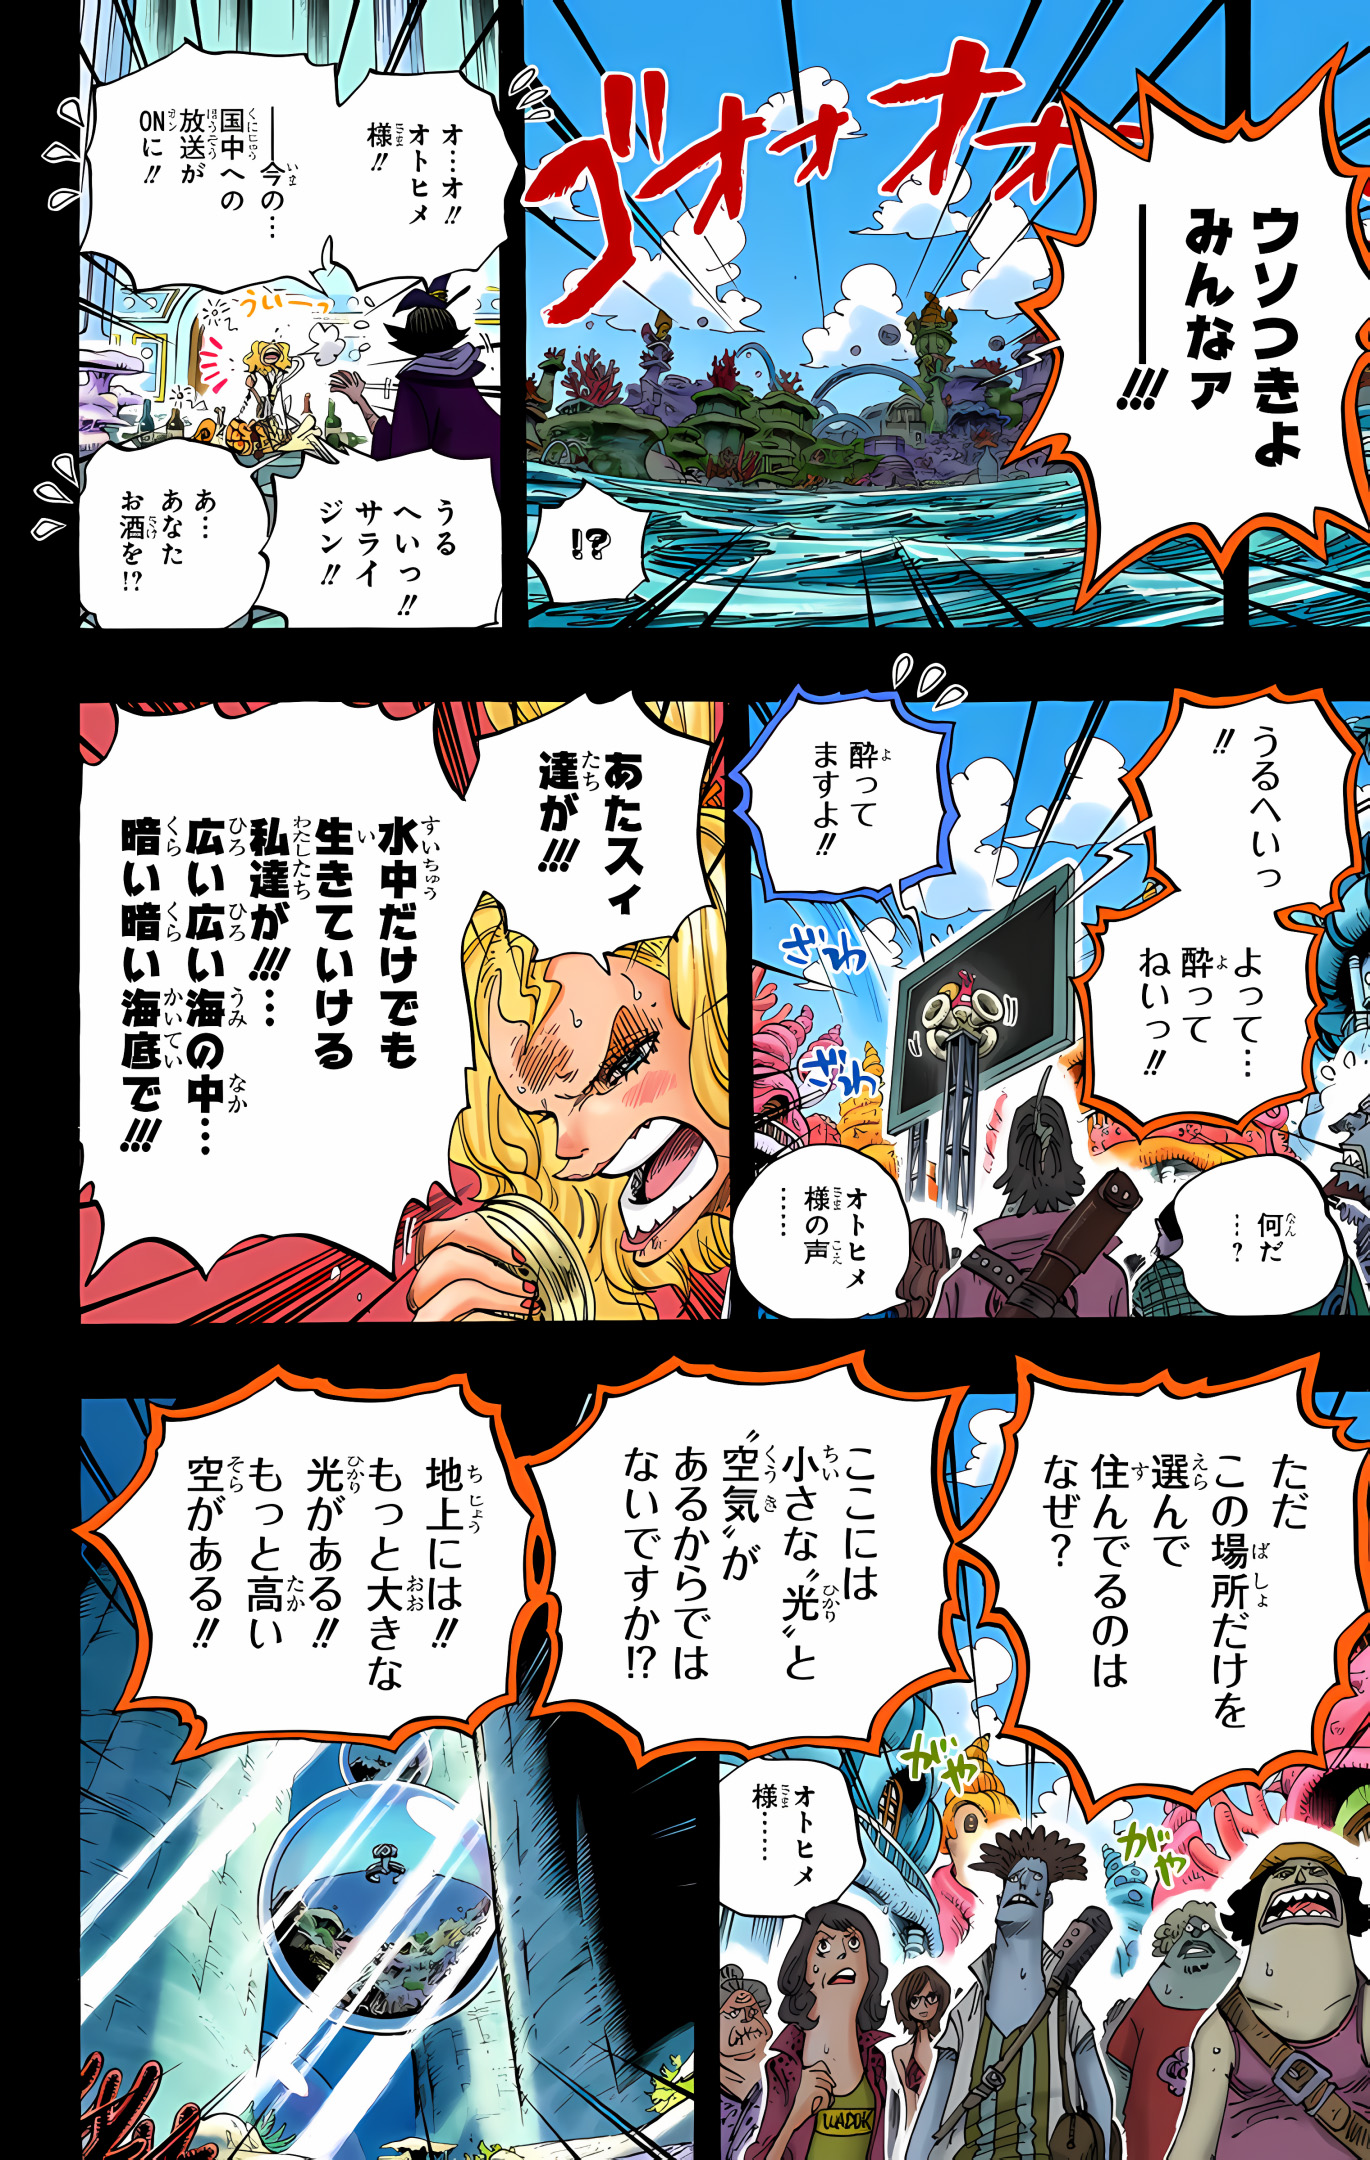 ウソつきよ
みんなァ
━━!!!
ゴオオオオオ
!?
オ…オ!!
オトヒメ
様!!
──今の…
国中への
放送が
ONに!!
うい〜っ
うる
へいっ!!
サライ
ジン!!
あ…
あなた
お酒を!?
うるへいっ
!!
よって…
酔って
ねいっ!!
酔って
ますよ!!
ざわ
ざわ
何だ
…?
オトヒメ
様の声
……
あたスィ
達が!!!
水中だけでも
生きていける
私達が!!!…
広い広い海の中…
暗い暗い海底で!!!
ただ
この場所だけを
選んで
住んでるのは
なぜ?
ここには
小さな〝光〟と
〝空気〟が
あるからでは
ないですか!?
がや
がや
オトヒメ
様……
WADDK
地上には!!
もっと大きな
光がある!!
もっと高い
空がある!!